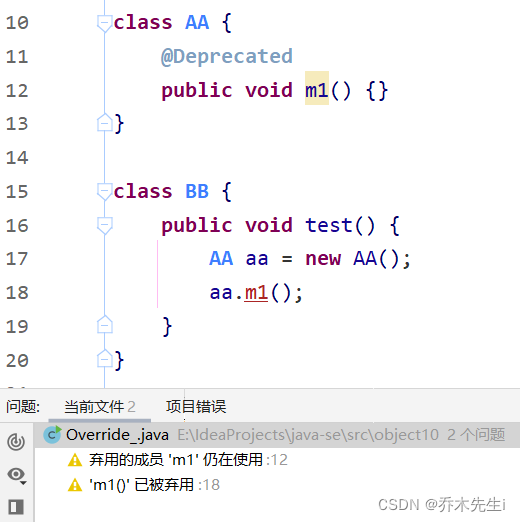 10 class AA {
11 @Deprecated
12 public void m1() {}
13 }
14
15 class BB {
16 public void test() {
17 AA aa = new AA();
18 aa.m1();
19 }
20 }
问题: 当前文件 2 项目错误
Override_.java E:\IdeaProjects\java-se\src\object10 2 个问题
弃用的成员 'm1' 仍在使用 :12
'm1()' 已被弃用 :18
CSDN @乔木先生i